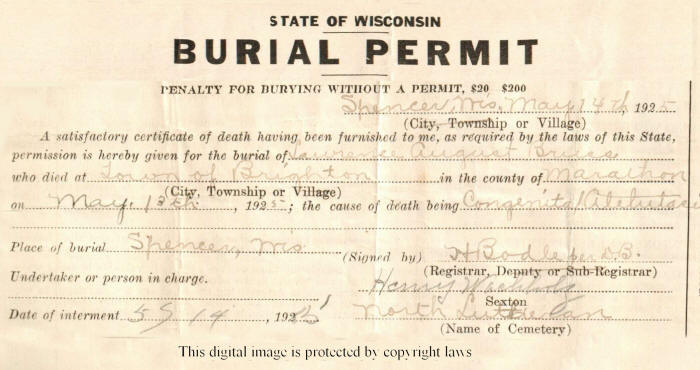 STATE OF WISCONSIN
BURIAL PERMIT
PENALTY FOR BURYING WITHOUT A PERMIT, $20 $200
Spencer, Wis. May 14th, 1925
(City, Township or Village)
A satisfactory certificate of death having been furnished to me, as required by the laws of this State,
permission is hereby given for the burial of Lawrence August
who died at Town of Brighton in the county of Marathon
(City, Township or Village)
on May. , 1925; the cause of death being
Place of burial Spencer, Wis (Signed by) H Bodle per D.B.
(Registrar, Deputy or Sub-Registrar)
Undertaker or person in charge. Henry
Sexton
Date of interment 5 14 , 1925 North Lutheran
(Name of Cemetery)
This digital image is protected by copyright laws